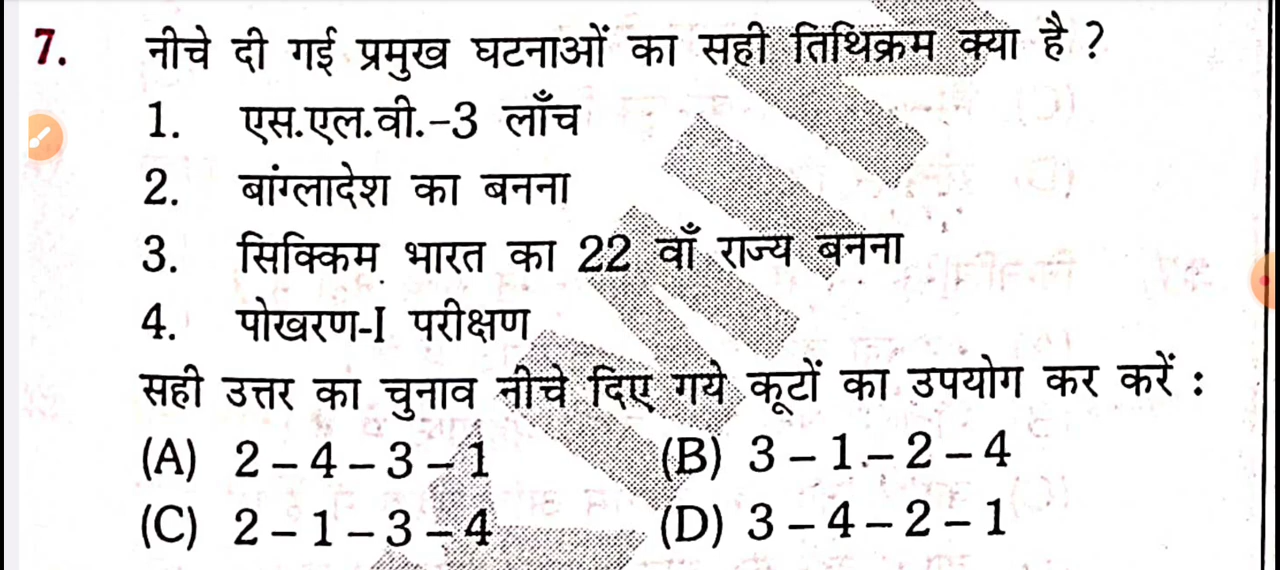 7. नीचे दी गई प्रमुख घटनाओं का सही तिथिक्रम क्या है ?
1. एस.एल.वी.-3 लाँच
2. बांग्लादेश का बनना
3. सिक्किम भारत का 22 वाँ राज्य बनना
4. पोखरण-I परीक्षण
सही उत्तर का चुनाव नीचे दिए गये कूटों का उपयोग कर करें :
(A) 2 – 4 – 3 – 1 (B) 3 – 1 – 2 – 4
(C) 2 – 1 – 3 – 4 (D) 3 – 4 – 2 – 1